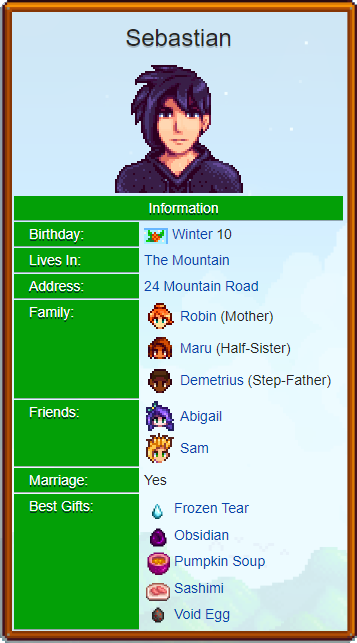 Sebastian
Information
Birthday: Winter 10
Lives In: The Mountain
Address: 24 Mountain Road
Family: Robin (Mother)
Maru (Half-Sister)
Demetrius (Step-Father)
Friends: Abigail
Sam
Marriage: Yes
Best Gifts: Frozen Tear
Obsidian
Pumpkin Soup
Sashimi
Void Egg